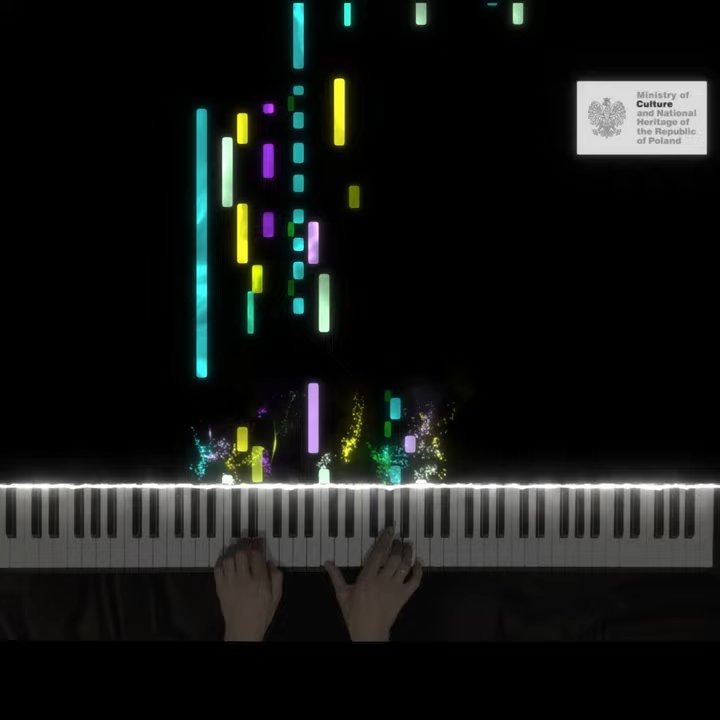 Ministry of
Culture
and National
Heritage of
the Republic
of Poland